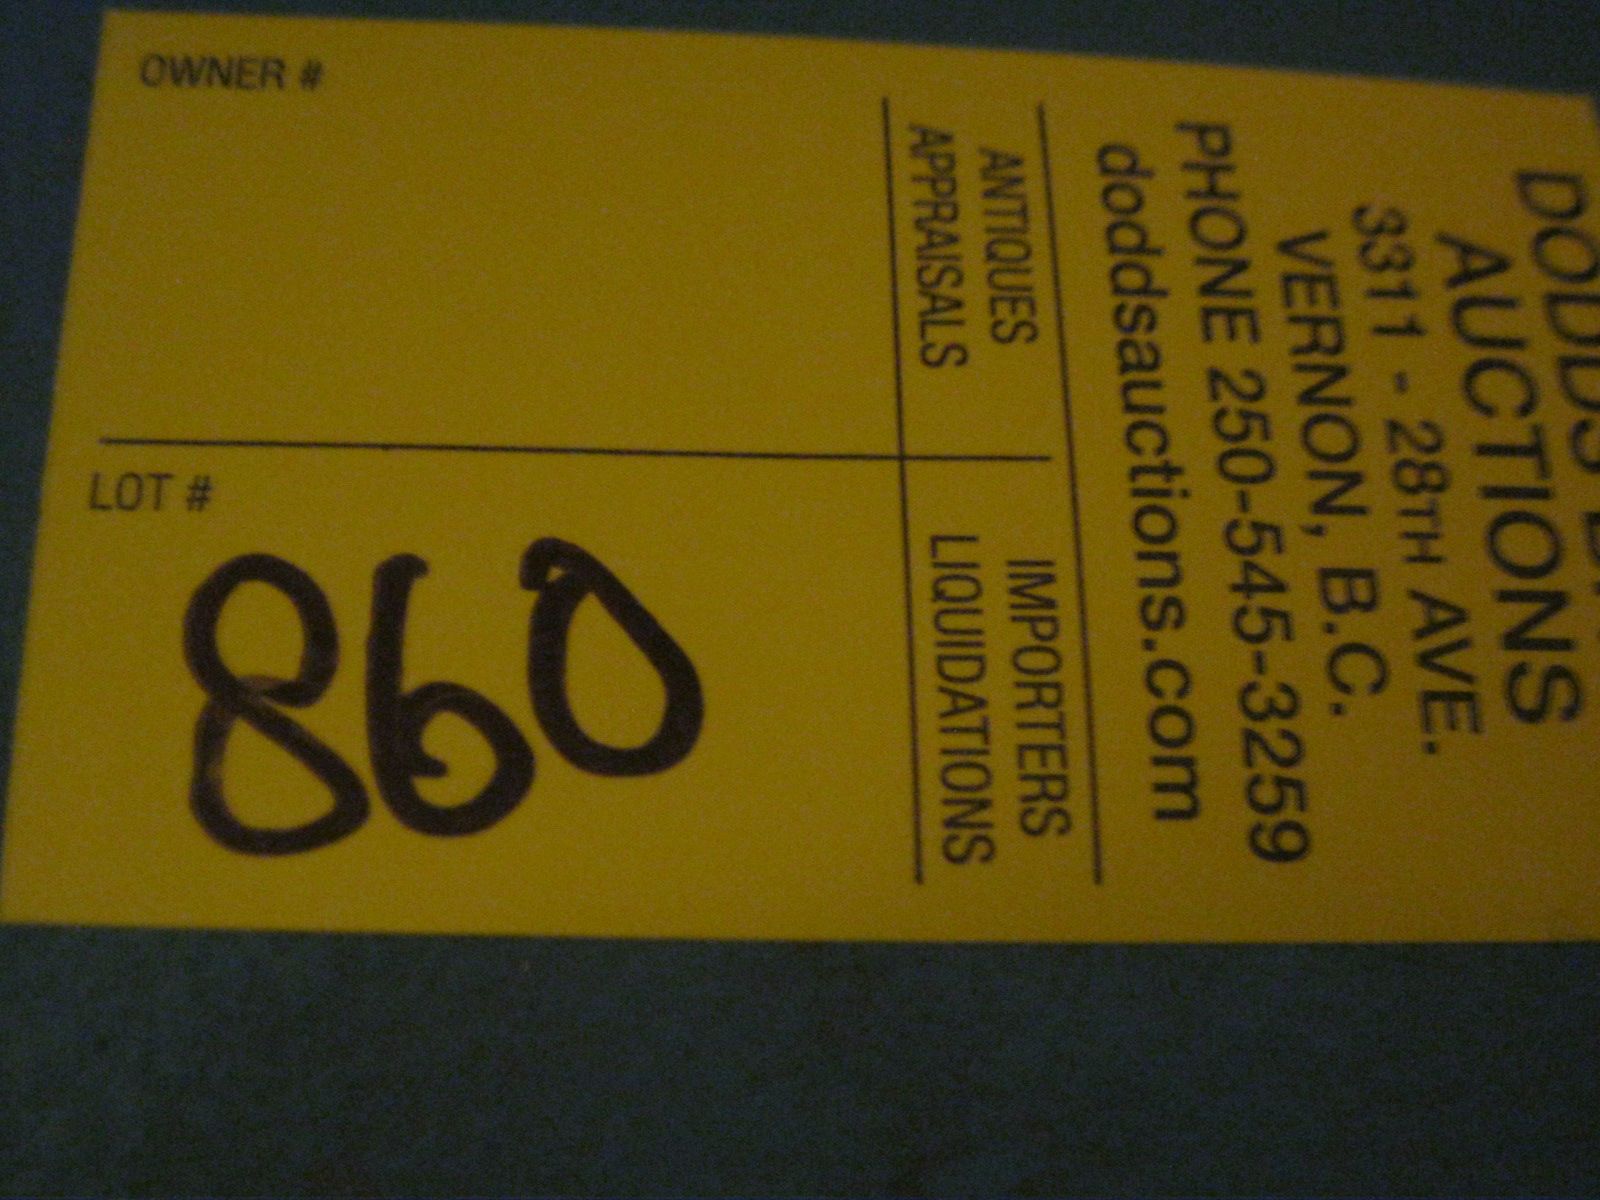 OWNER #
LOT #
860
DODDS
AUCTIONS
3311 - 28TH AVE.
VERNON, B.C.
PHONE 250-545-3259
doddsauctions.com
ANTIQUES
APPRAISALS
IMPORTERS
LIQUIDATIONS